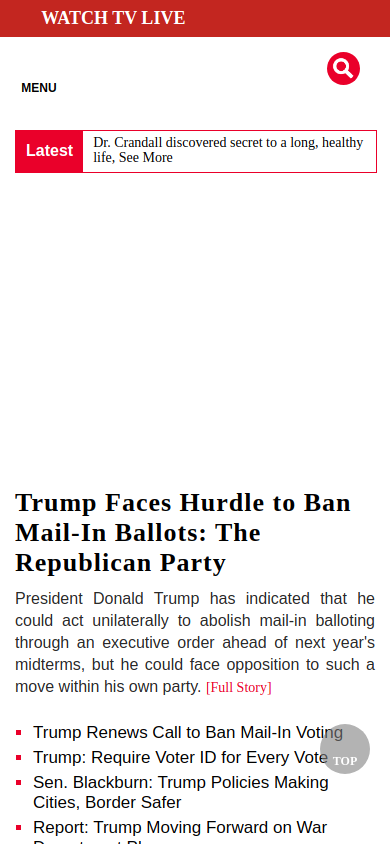 WATCH TV LIVE
MENU
Latest
Dr. Crandall discovered secret to a long, healthy
life, See More
Trump Faces Hurdle to Ban
Mail-In Ballots: The
Republican Party
President Donald Trump has indicated that he
could act unilaterally to abolish mail-in balloting
through an executive order ahead of next year's
midterms, but he could face opposition to such a
move within his own party. [Full Story]
Trump Renews Call to Ban Mail-In Voting
Trump: Require Voter ID for Every Vote
TOP
Sen. Blackburn: Trump Policies Making
Cities, Border Safer
Report: Trump Moving Forward on War